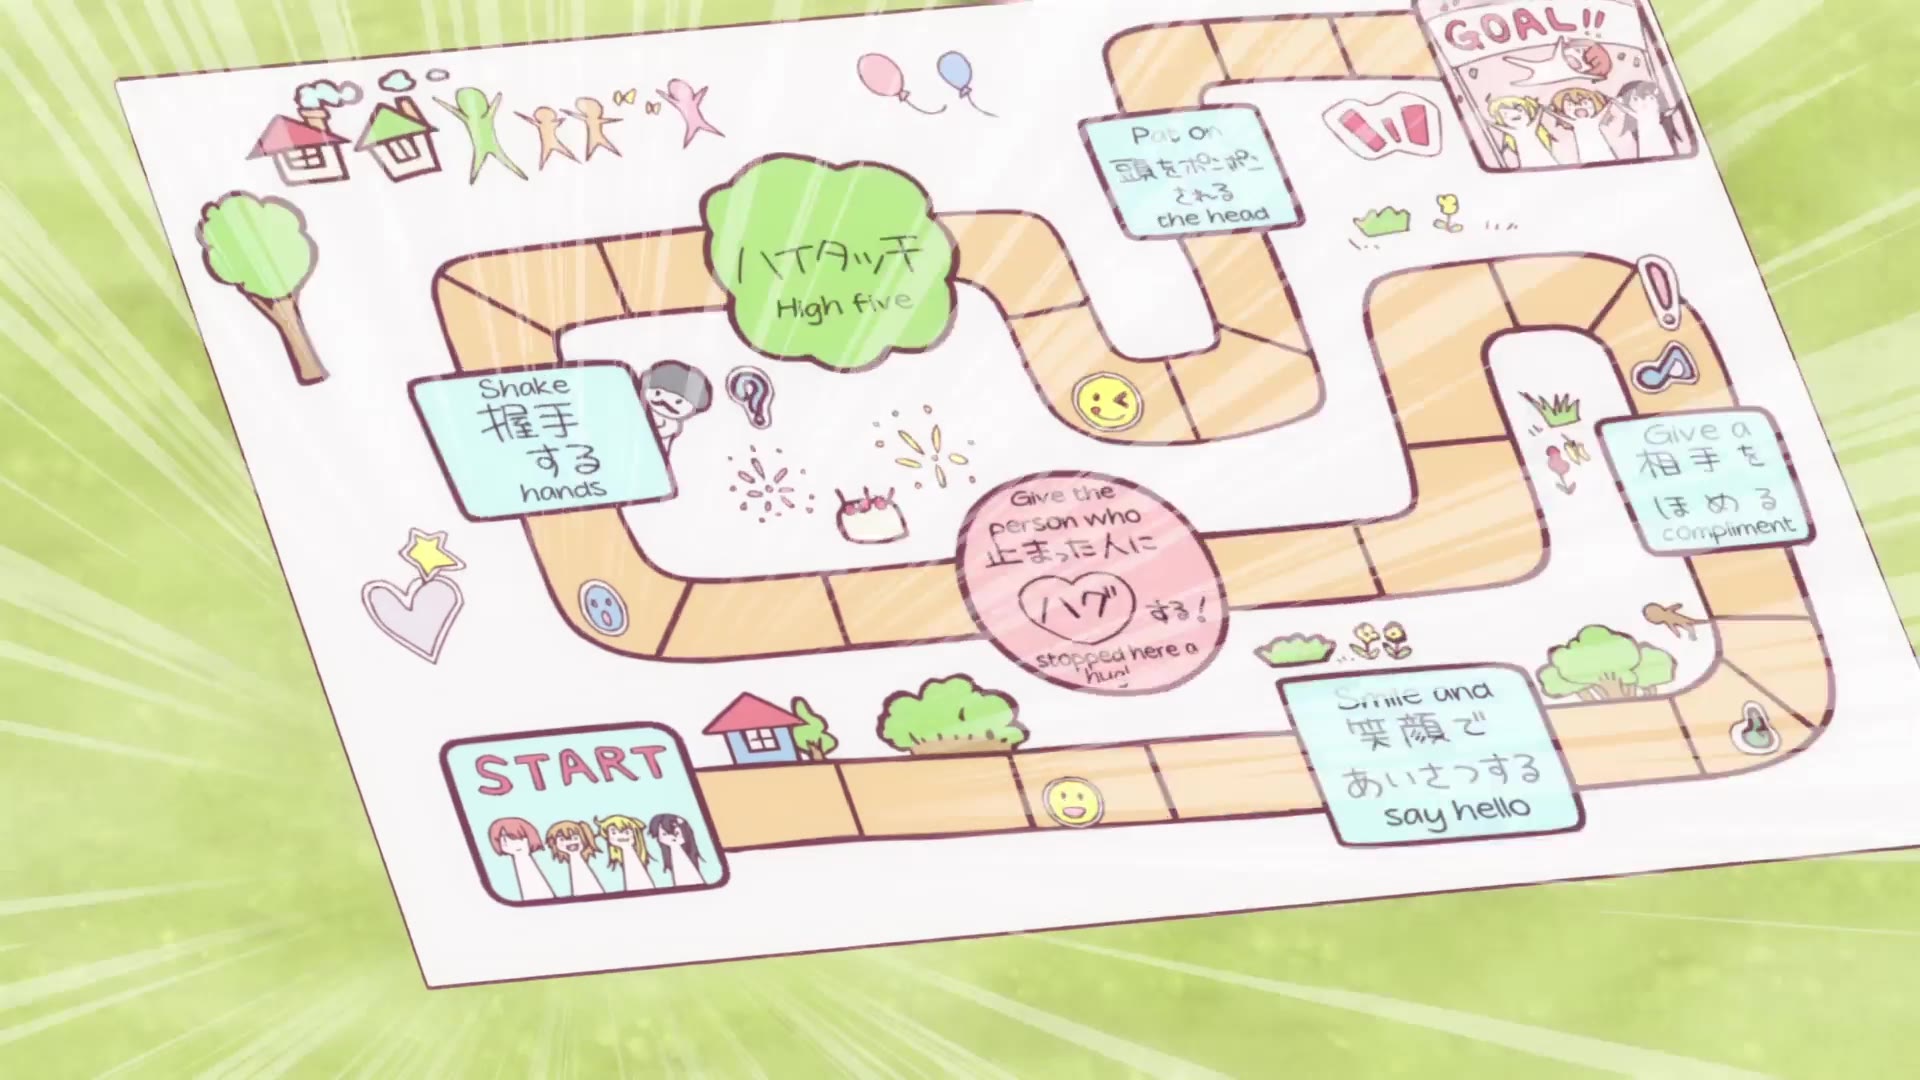 GOAL!!
Pat on
頭をポンポン
される
the head
ハイタッチ
High five
Shake
握手
する
hands
Give a
相手を
ほめる
compliment
Give the
person who
止まった人に
ハグする!
stopped here a
hug!
Smile and
笑顔で
あいさつする
say hello
START